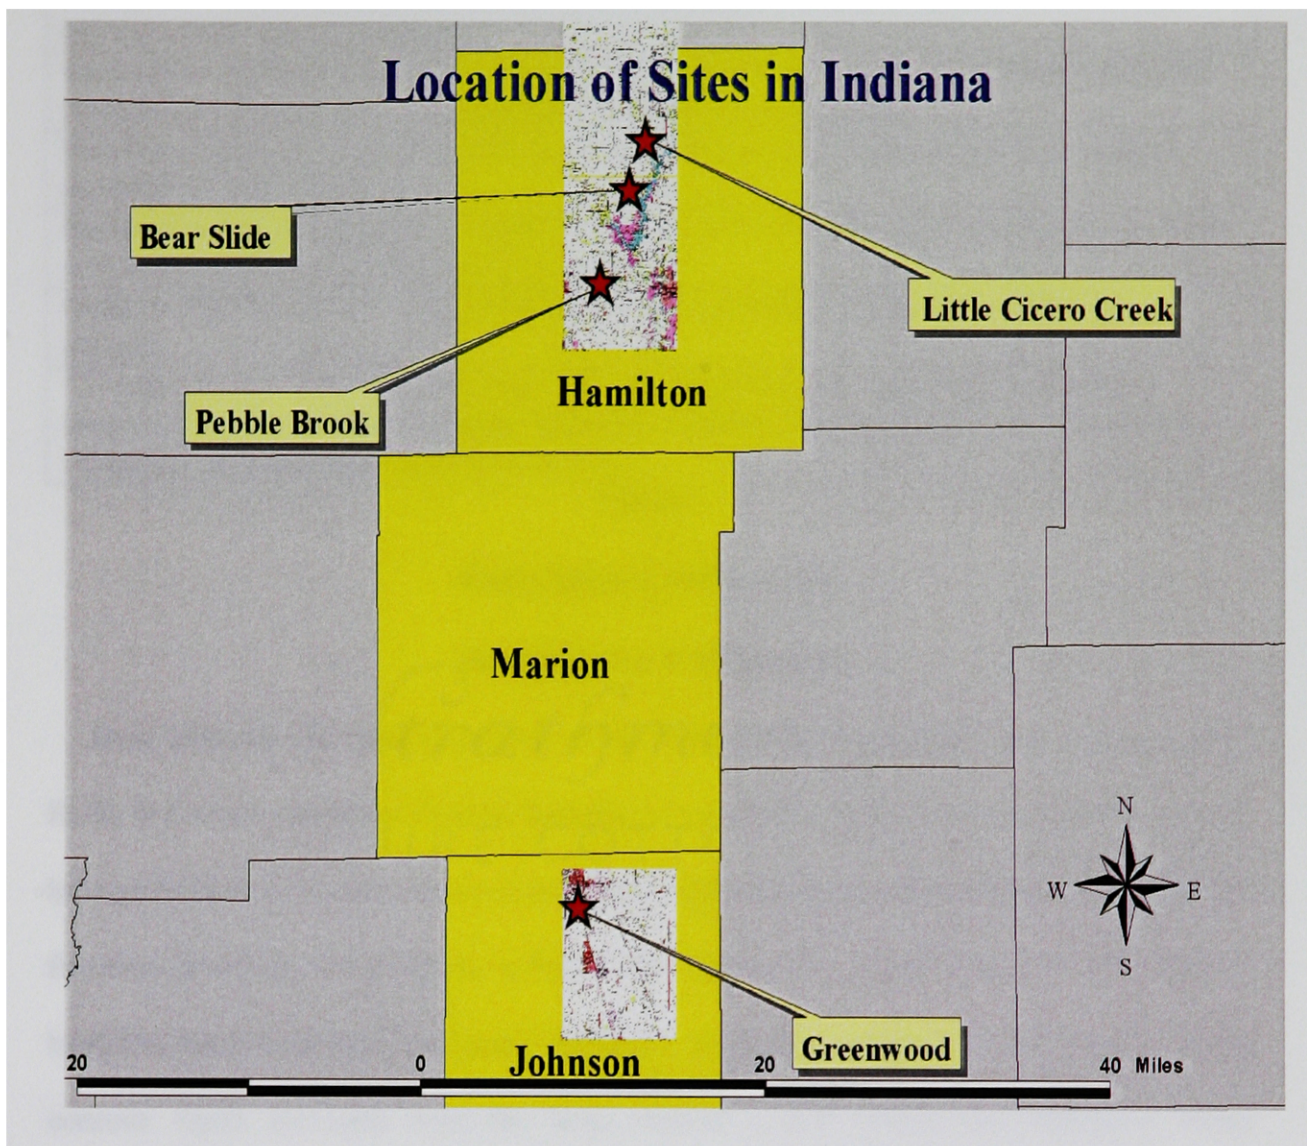 Location of Sites in Indiana
Bear Slide
Little Cicero Creek
Pebble Brook
Hamilton
Marion
N
W
E
S
Greenwood
Johnson
20 0 20 40 Miles